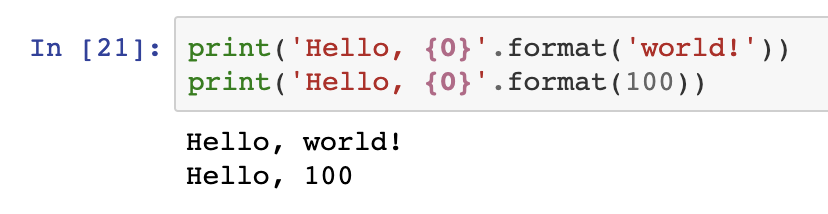 In [21]: print('Hello, {0}'.format('world!'))
print('Hello, {0}'.format(100))
Hello, world!
Hello, 100